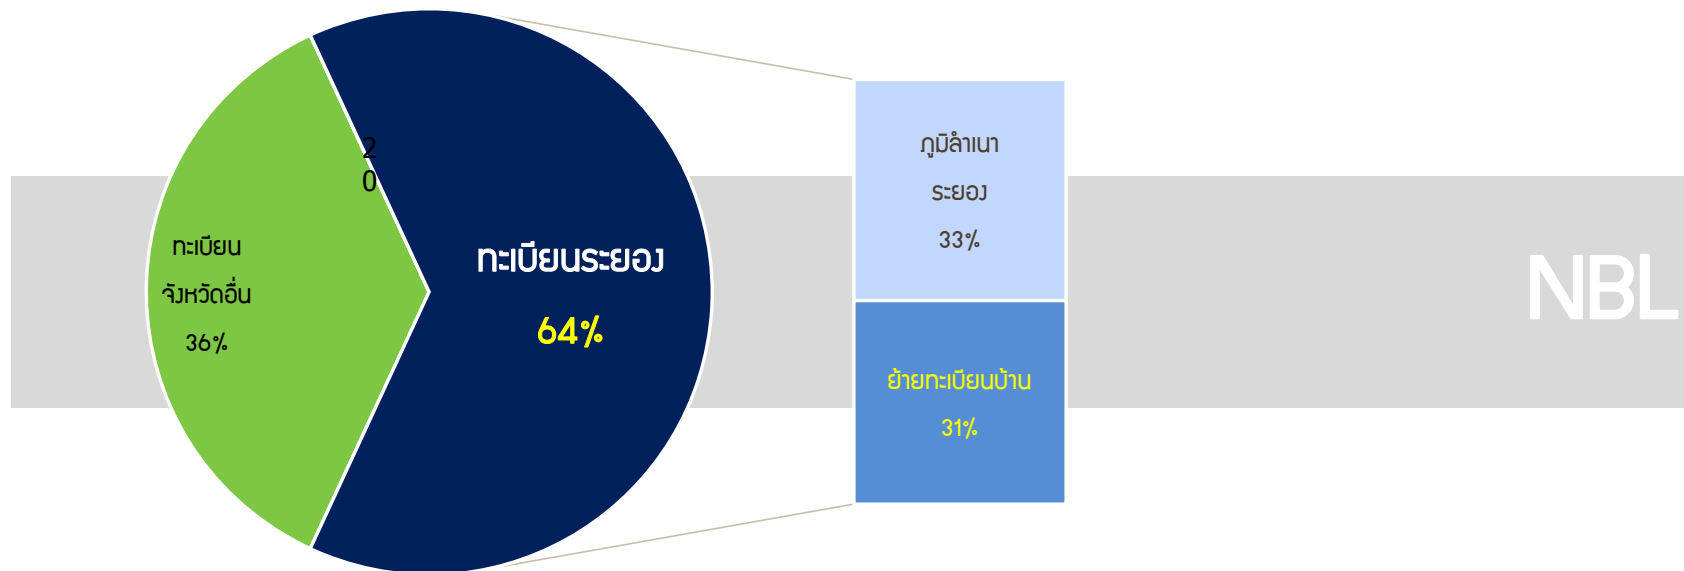 2
0
ทะเบียน
จังหวัดอื่น
36%
ทะเบียนระยอง
64%
ภูมิลำเนา
ระยอง
33%
ย้ายทะเบียนบ้าน
31%
NBL